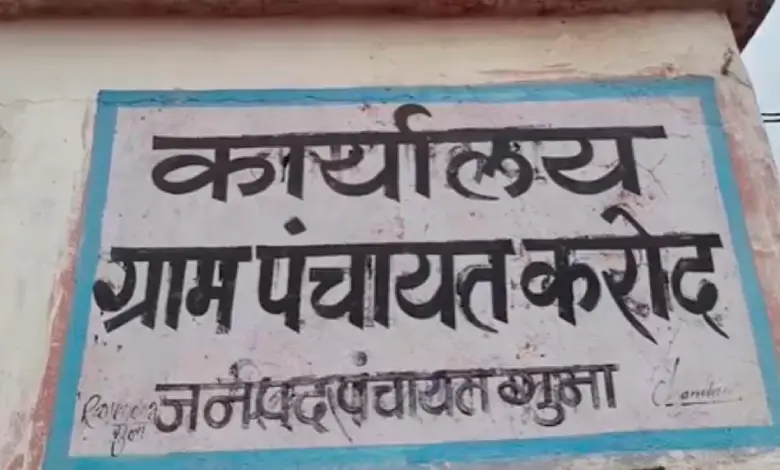 कार्यालय
ग्राम पंचायत करोद
जनपद पंचायत